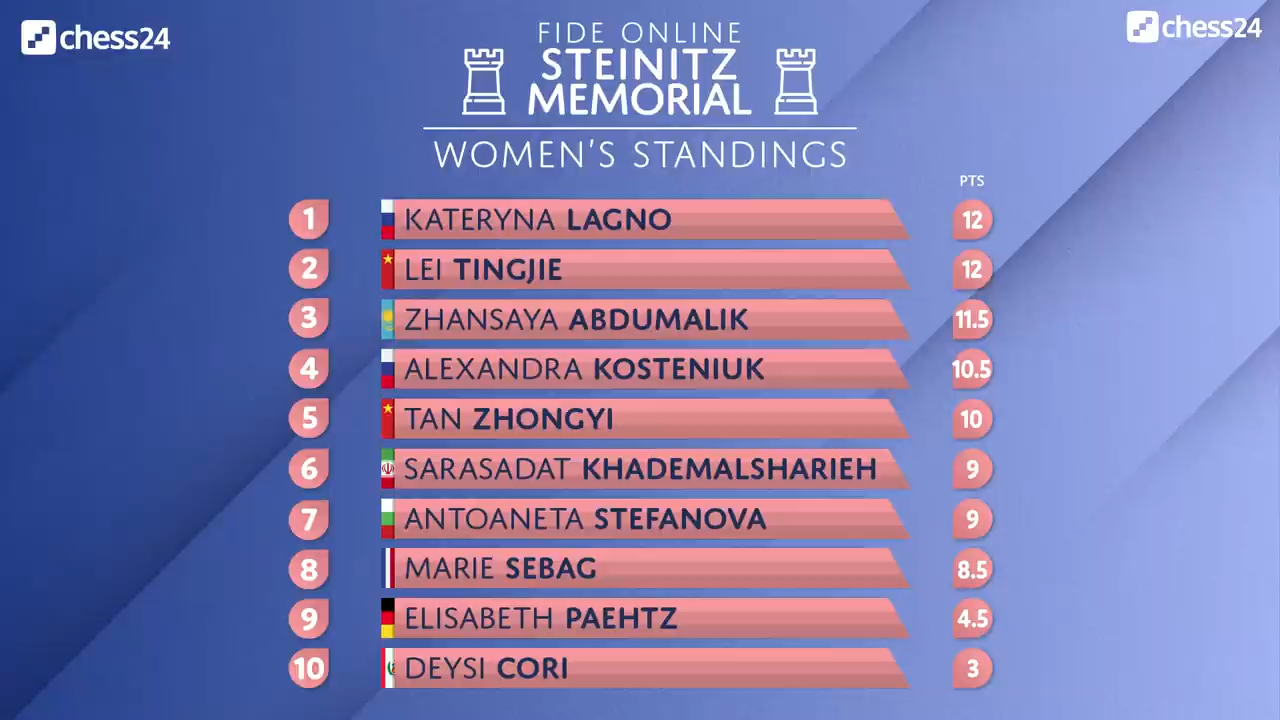 chess24
chess24
FIDE ONLINE
STEINITZ
MEMORIAL
WOMEN'S STANDINGS
PTS
1 KATERYNA LAGNO 12
2 LEI TINGJIE 12
3 ZHANSAYA ABDUMALIK 11.5
4 ALEXANDRA KOSTENIUK 10.5
5 TAN ZHONGYI 10
6 SARASADAT KHADEMALSHARIEH 9
7 ANTOANETA STEFANOVA 9
8 MARIE SEBAG 8.5
9 ELISABETH PAEHTZ 4.5
10 DEYSI CORI 3